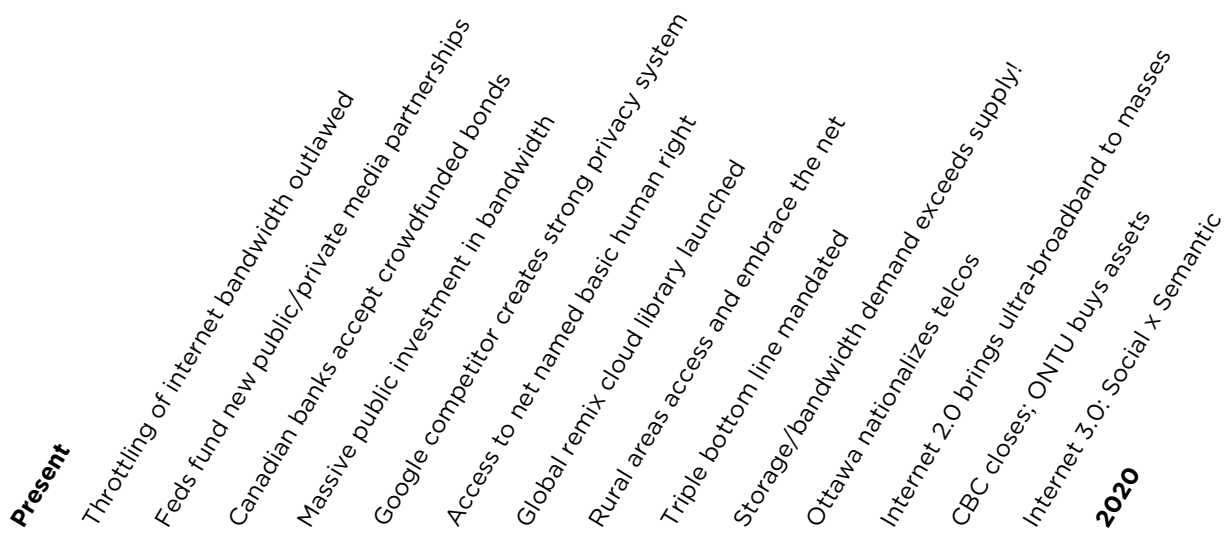 Present
Throttling of internet bandwidth outlawed
Feds fund new public/private media partnerships
Canadian banks accept crowdfunded bonds
Massive public investment in bandwidth
Google competitor creates strong privacy system
Access to net named basic human right
Global remix cloud library launched
Rural areas access and embrace the net
Triple bottom line mandated
Storage/bandwidth demand exceeds supply!
Ottawa nationalizes telcos
Internet 2.0 brings ultra-broadband to masses
CBC closes; ONTU buys assets
Internet 3.0: Social x Semantic
2020